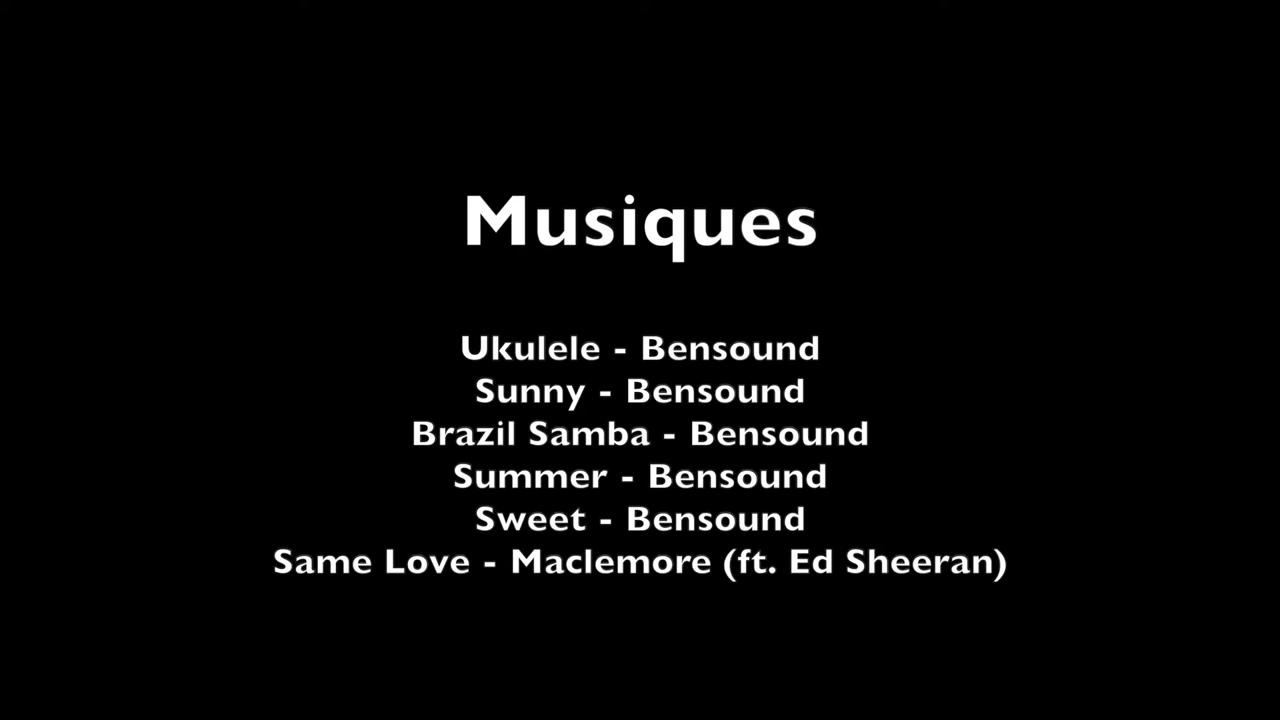 Musiques
Ukulele - Bensound
Sunny - Bensound
Brazil Samba - Bensound
Summer - Bensound
Sweet - Bensound
Same Love - Maclemore (ft. Ed Sheeran)